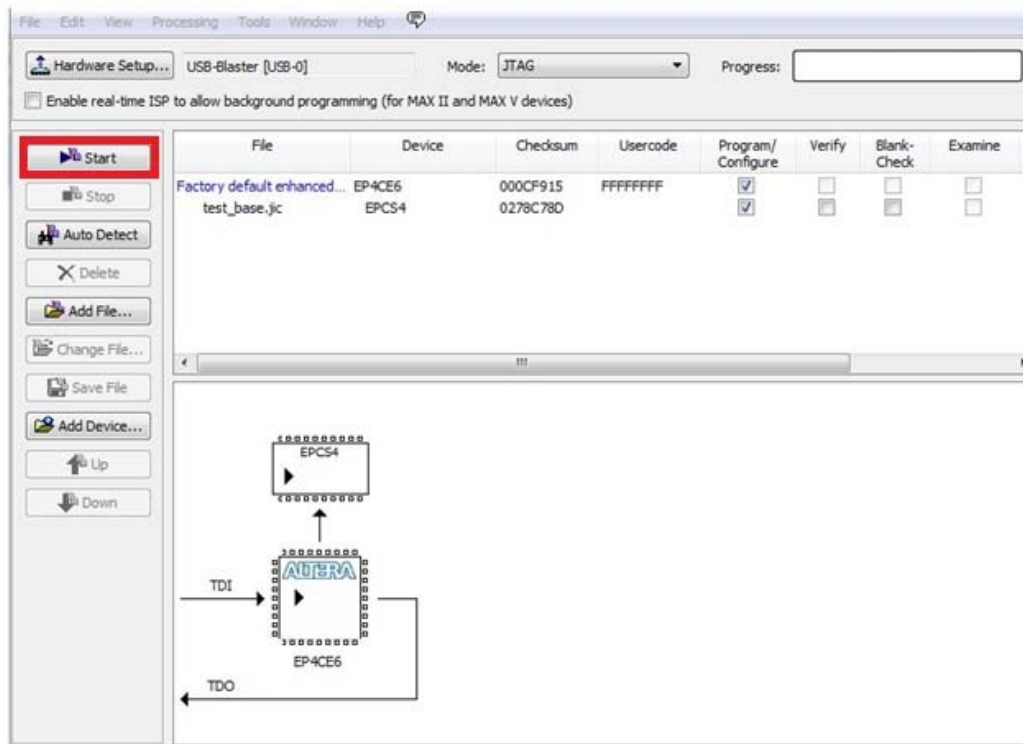 File Edit View Processing Tools Window Help
Hardware Setup... USB-Blaster [USB-0] Mode: JTAG Progress:
Enable real-time ISP to allow background programming (for MAX II and MAX V devices)
File Device Checksum Usercode Program/ Verify Blank- Examine
Configure Check
Start
Factory default enhanced... EP4CE6 000CF915 FFFFFFFF
Stop
test_base.jic EPCS4 0278C78D
Auto Detect
Delete
Add File...
Change File...
Save File
Add Device...
Up
Down
EPCS4
ALTERA
TDI
EP4CE6
TDO